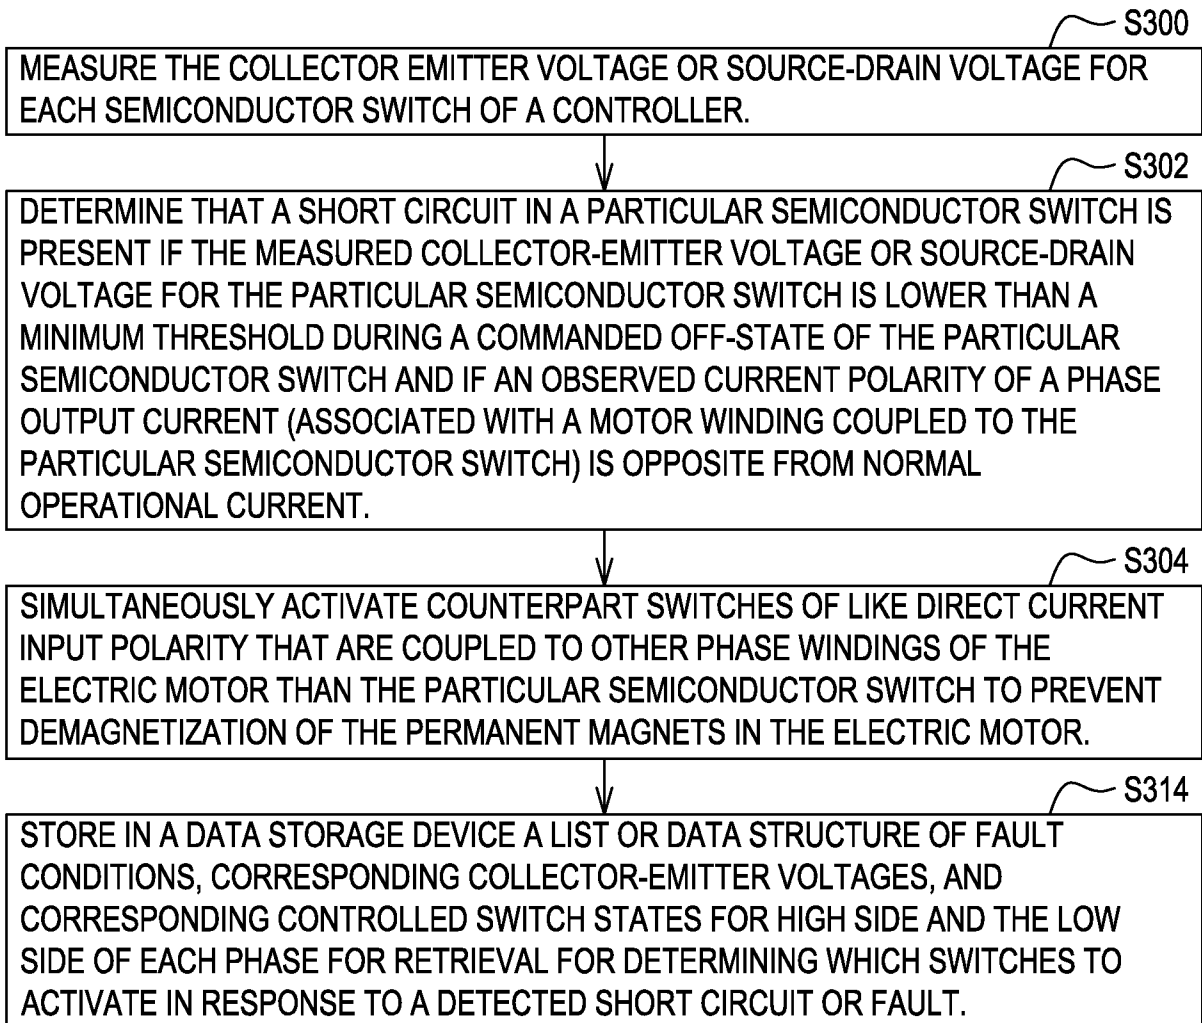 S300
MEASURE THE COLLECTOR EMITTER VOLTAGE OR SOURCE-DRAIN VOLTAGE FOR
EACH SEMICONDUCTOR SWITCH OF A CONTROLLER.
S302
DETERMINE THAT A SHORT CIRCUIT IN A PARTICULAR SEMICONDUCTOR SWITCH IS
PRESENT IF THE MEASURED COLLECTOR-EMITTER VOLTAGE OR SOURCE-DRAIN
VOLTAGE FOR THE PARTICULAR SEMICONDUCTOR SWITCH IS LOWER THAN A
MINIMUM THRESHOLD DURING A COMMANDED OFF-STATE OF THE PARTICULAR
SEMICONDUCTOR SWITCH AND IF AN OBSERVED CURRENT POLARITY OF A PHASE
OUTPUT CURRENT (ASSOCIATED WITH A MOTOR WINDING COUPLED TO THE
PARTICULAR SEMICONDUCTOR SWITCH) IS OPPOSITE FROM NORMAL
OPERATIONAL CURRENT.
S304
SIMULTANEOUSLY ACTIVATE COUNTERPART SWITCHES OF LIKE DIRECT CURRENT
INPUT POLARITY THAT ARE COUPLED TO OTHER PHASE WINDINGS OF THE
ELECTRIC MOTOR THAN THE PARTICULAR SEMICONDUCTOR SWITCH TO PREVENT
DEMAGNETIZATION OF THE PERMANENT MAGNETS IN THE ELECTRIC MOTOR.
S314
STORE IN A DATA STORAGE DEVICE A LIST OR DATA STRUCTURE OF FAULT
CONDITIONS, CORRESPONDING COLLECTOR-EMITTER VOLTAGES, AND
CORRESPONDING CONTROLLED SWITCH STATES FOR HIGH SIDE AND THE LOW
SIDE OF EACH PHASE FOR RETRIEVAL FOR DETERMINING WHICH SWITCHES TO
ACTIVATE IN RESPONSE TO A DETECTED SHORT CIRCUIT OR FAULT.